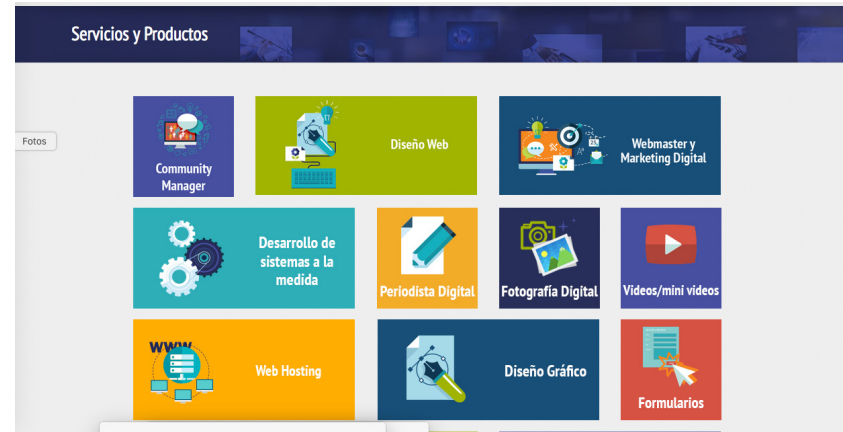 Servicios y Productos
Fotos
Community
Manager
Diseño Web
Webmaster y
Marketing Digital
Desarrollo de
sistemas a la
medida
Periodista Digital
Fotografía Digital
Videos/mini videos
WWW
Web Hosting
Diseño Gráfico
Formularios